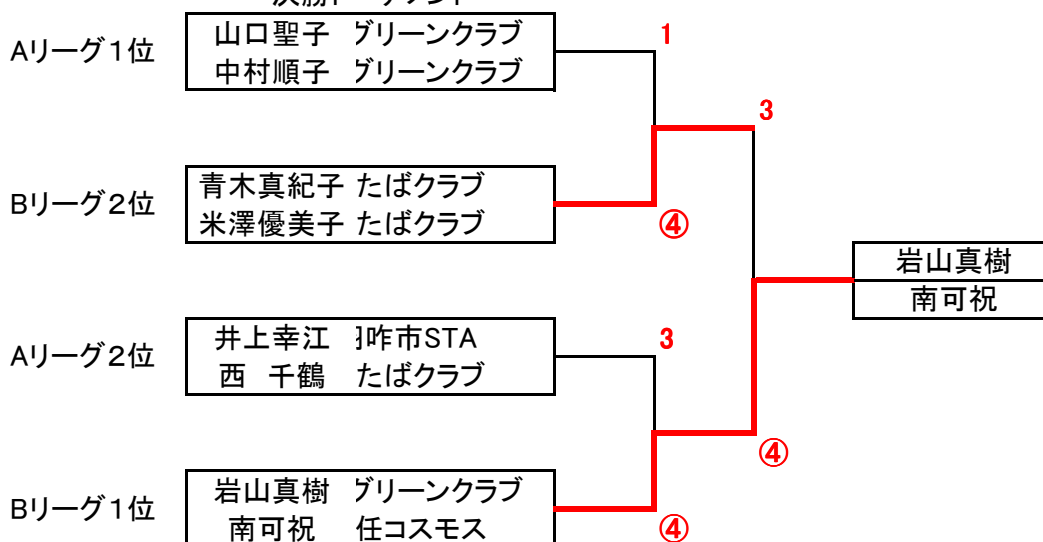 Aリーグ1位
山口聖子 グリーンクラブ
中村順子 グリーンクラブ
1
3
Bリーグ2位
青木真紀子 たばクラブ
米澤優美子 たばクラブ
④
岩山真樹
南可祝
Aリーグ2位
井上幸江 咋市STA
西 千鶴 たばクラブ
3
④
Bリーグ1位
岩山真樹 グリーンクラブ
南可祝 任コスモス
④